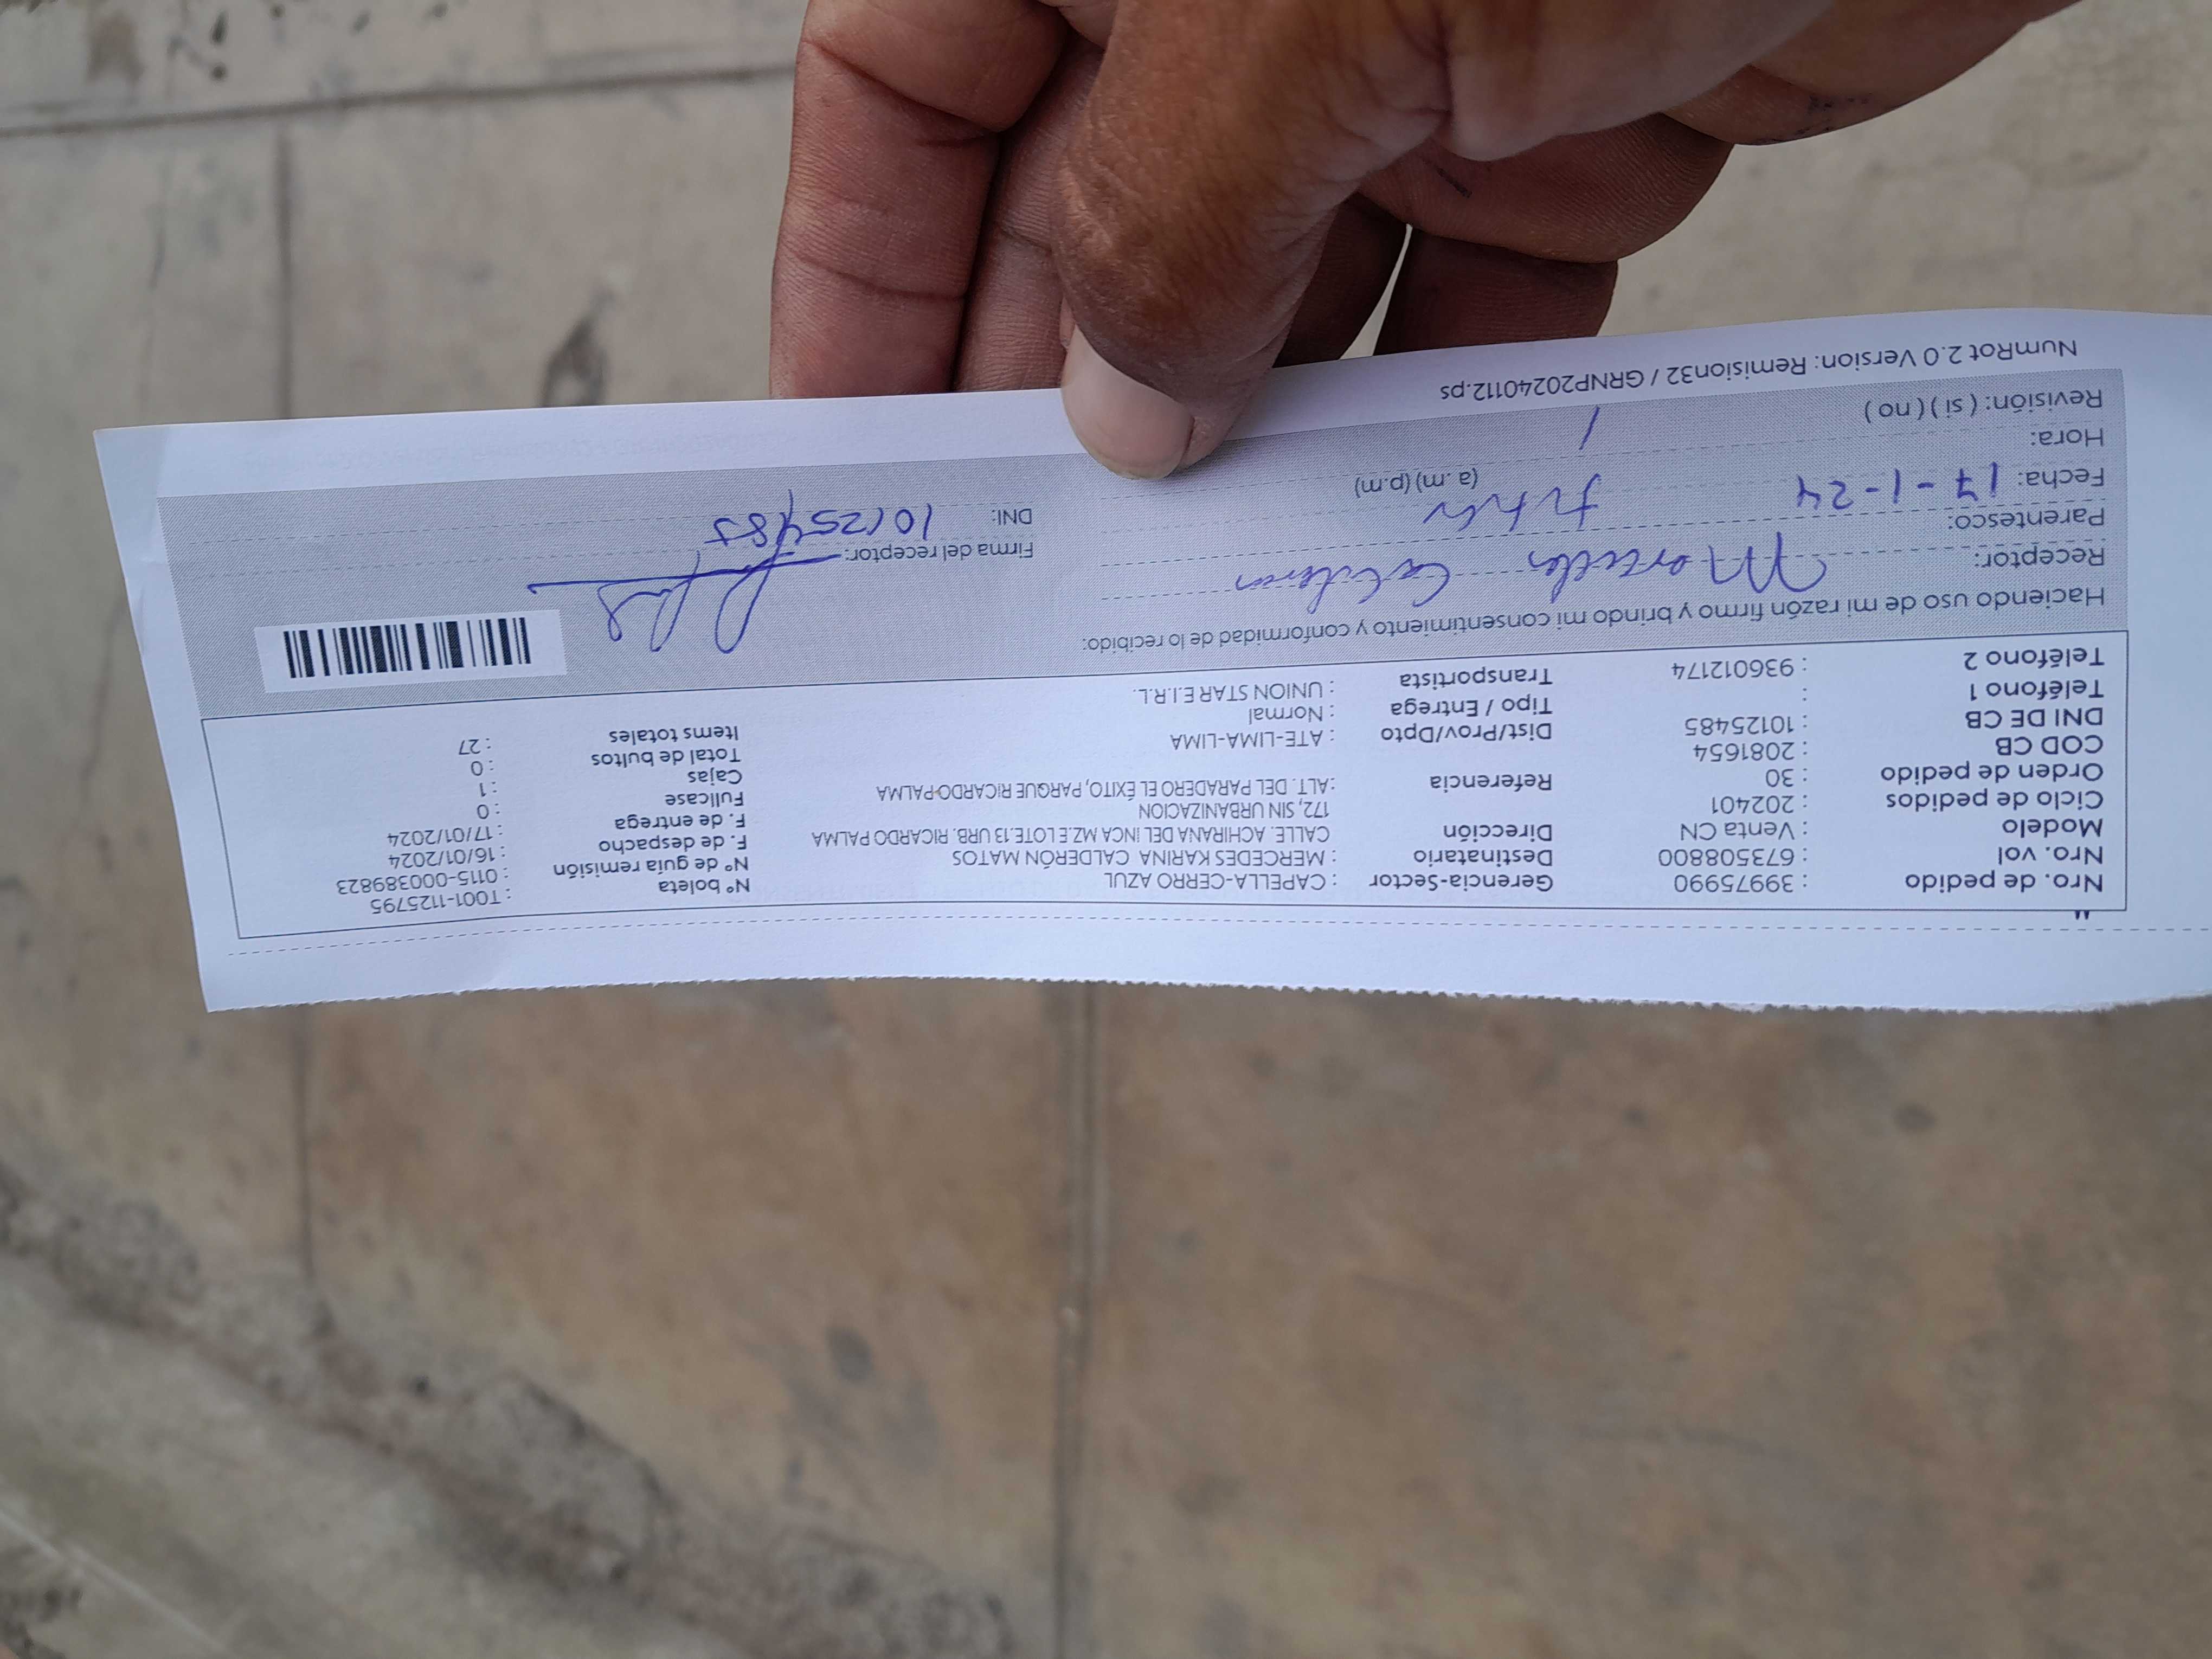 Nro. de pedido : 39975990 Gerencia-Sector : CAPELLA-CERRO AZUL Nº boleta : T001-1125795
Nro. vol : 673508800 Destinatario : MERCEDES KARINA CALDERÓN MATOS Nº de guía remisión : 0115-000389823
Modelo : Venta CN Dirección CALLE. ACHIRANA DEL INCA MZ.E LOTE.13 URB. RICARDO PALMA F. de despacho : 16/01/2024
Ciclo de pedidos : 202401 172, SIN URBANIZACION F. de entrega : 17/01/2024
Orden de pedido : 30 Referencia : ALT. DEL PARADERO EL ÉXITO, PARQUE RICARDO PALMA Fullcase : 0
COD CB : 2081654 Cajas : 1
DNI DE CB : 10125485 Dist/Prov/Dpto : ATE-LIMA-LIMA Total de bultos : 0
Teléfono 1 : Tipo / Entrega : Normal Items totales : 27
Teléfono 2 : 936012174 Transportista : UNION STAR E.I.R.L.
Haciendo uso de mi razón firmo y brindo mi consentimiento y conformidad de lo recibido:
Receptor: Calderon
Parentesco: Firma del receptor:
Fecha: 17-1-24 DNI: 10125485
Hora: (a .m) (p.m)
Revisión: ( si ) ( no )
NumRot 2.0 Version: Remision32 / GRNP20240112.ps